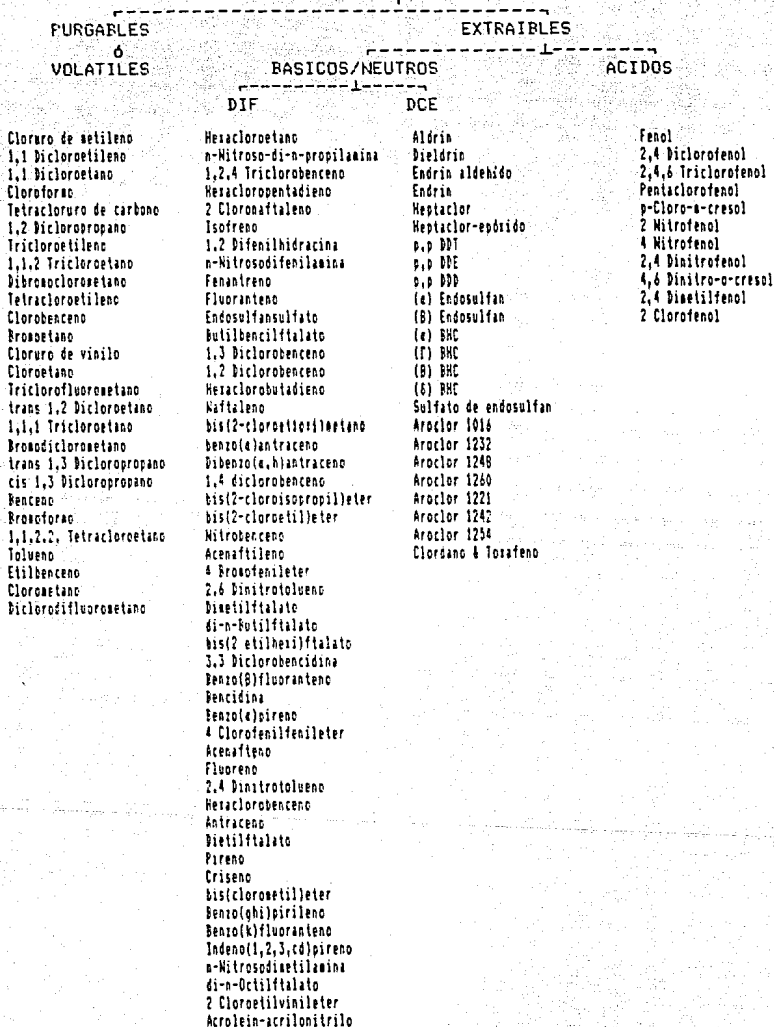 PURGABLES
ó
VOLATILES
EXTRAIBLES
BASICOS/NEUTROS
ACIDOS
DIF
DCE
Cloruro de metileno
1,1 Dicloroetileno
1,1 Dicloroetano
Cloroformo
Tetracloruro de carbono
1,2 Dicloropropano
Tricloroetileno
1,1,2 Tricloroetano
Dibromoclorometano
Tetracloroetileno
Clorobenceno
Bromoetano
Cloruro de vinilo
Cloroetano
Triclorofluorometano
trans 1,2 Dicloroetano
1,1,1 Tricloroetano
Bromodiclorometano
trans 1,3 Dicloropropano
cis 1,3 Dicloropropano
Benceno
Bromoformo
1,1,2,2, Tetracloroetano
Tolueno
Etilbenceno
Clorometano
Diclorodifluorometano
Hexacloroetano
n-Nitroso-di-n-propilamina
1,2,4 Triclorobenceno
Hexacloropentadieno
2 Cloronaftaleno
Isofreno
1,2 Difenilhidracina
n-Nitrosodifenilamina
Fenantreno
Fluoranteno
Endosulfansulfato
Butilbencilftalato
1,3 Diclorobenceno
1,2 Diclorobenceno
Hexaclorobutadieno
Naftaleno
bis(2-cloroetloxi)metano
benzo(a)antraceno
Dibenzo(a,h)antraceno
1,4 diclorobenceno
bis(2-cloroisopropil)eter
bis(2-cloroetil)eter
Nitrobenceno
Acenaftileno
4 Bromofenileter
2,6 Dinitrotolueno
Dimetilftalato
di-n-Butilftalato
bis(2 etilhexi)ftalato
3,3 Diclorobencidina
Benzo(B)fluoranteno
Bencidina
Benzo(a)pireno
4 Clorofenilfenileter
Acenafteno
Fluoreno
2,4 Dinitrotolueno
Hexaclorobenceno
Antraceno
Dietilftalato
Pireno
Criseno
bis(clorometil)eter
Benzo(ghi)pirileno
Benzo(k)fluoranteno
Indeno(1,2,3,cd)pireno
n-Nitrosodimetilamina
di-n-Octilftalato
2 Cloroetilvinileter
Acrolein-acrilonitrilo
Aldrin
Dieldrin
Endrin aldehido
Endrin
Heptaclor
Heptaclor-epóxido
p,p DDT
p,p DDE
p,p DDD
(α) Endosulfan
(B) Endosulfan
(α) BHC
(Γ) BHC
(B) BHC
(δ) BHC
Sulfato de endosulfan
Aroclor 1016
Aroclor 1232
Aroclor 1248
Aroclor 1260
Aroclor 1221
Aroclor 1242
Aroclor 1254
Clordano & Toxafeno
Fenol
2,4 Diclorofenol
2,4,6 Triclorofenol
Pentaclorofenol
p-Cloro-m-cresol
2 Nitrofenol
4 Nitrofenol
2,4 Dinitrofenol
4,6 Dinitro-o-cresol
2,4 Dimetilfenol
2 Clorofenol